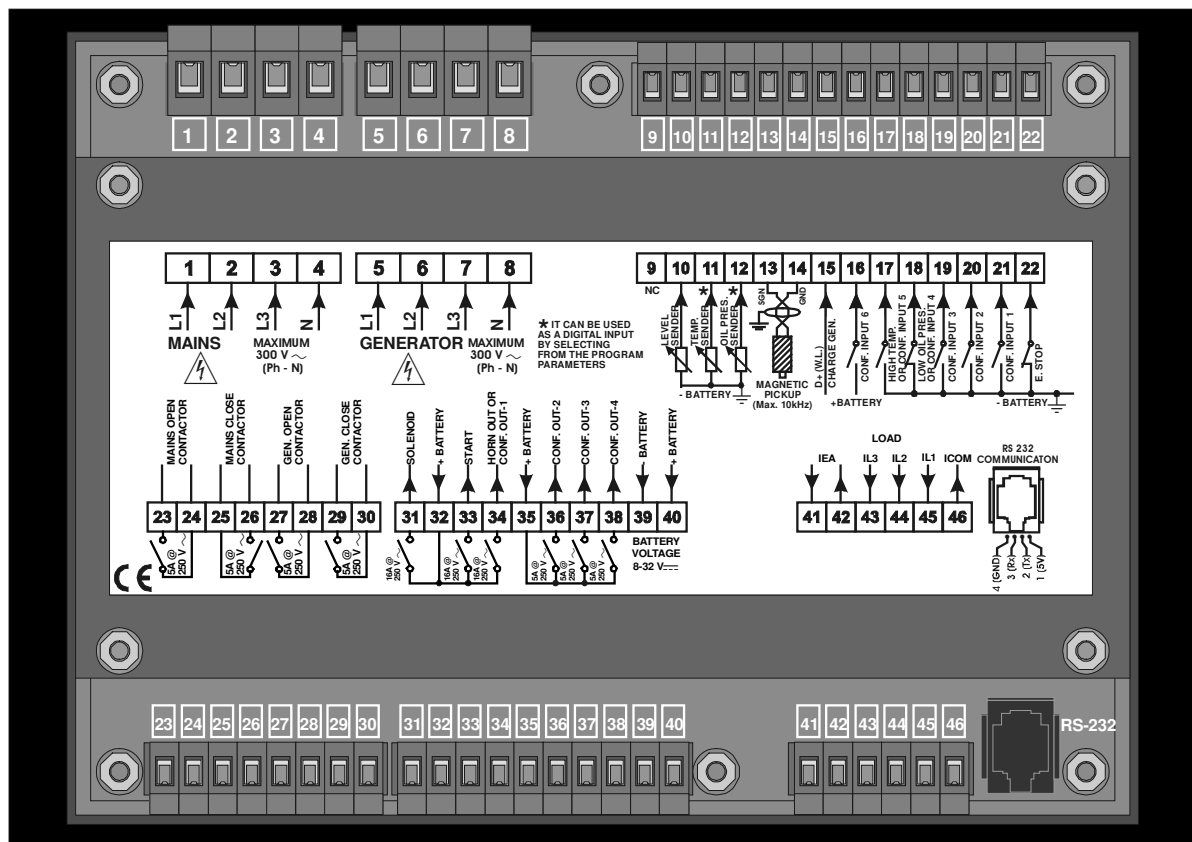 1 2 3 4 5 6 7 8 9 10 11 12 13 14 15 16 17 18 19 20 21 22
1 2 3 4 5 6 7 8 9 10 11 12 13 14 15 16 17 18 19 20 21 22
L1 L2 L3 N
MAINS
MAXIMUM
300 V ~
(Ph - N)
L1 L2 L3 N
GENERATOR
MAXIMUM
300 V ~
(Ph - N)
* IT CAN BE USED
AS A DIGITAL INPUT
BY SELECTING
FROM THE PROGRAM
PARAMETERS
NC
LEVEL
SENDER
*
TEMP.
SENDER
*
OIL PRES.
SENDER
- BATTERY
SGN
GND
MAGNETIC
PICKUP
(Max. 10kHz)
D+ (W.L.)
CHARGE GEN.
CONF. INPUT 6
+BATTERY
HIGH TEMP.
OR CONF. INPUT 5
LOW OIL PRES.
OR CONF. INPUT 4
CONF. INPUT 3
CONF. INPUT 2
CONF. INPUT 1
E. STOP
- BATTERY
MAINS OPEN
CONTACTOR
MAINS CLOSE
CONTACTOR
GEN. OPEN
CONTACTOR
GEN. CLOSE
CONTACTOR
SOLENOID
+ BATTERY
START
HORN OUT OR
CONF. OUT-1
+ BATTERY
CONF. OUT-2
CONF. OUT-3
CONF. OUT-4
- BATTERY
+ BATTERY
LOAD
IEA IL3 IL2 IL1 ICOM
RS 232
COMMUNICATON
23 24 25 26 27 28 29 30 31 32 33 34 35 36 37 38 39 40 41 42 43 44 45 46
5A @
250 V ~
5A @
250 V ~
5A @
250 V ~
5A @
250 V ~
16A @
250 V ~
16A @
250 V ~
16A @
250 V ~
5A @
250 V ~
5A @
250 V ~
5A @
250 V ~
BATTERY
VOLTAGE
8-32 V
4 (GND)
3 (Rx)
2 (Tx)
1 (5V)
CE
23 24 25 26 27 28 29 30 31 32 33 34 35 36 37 38 39 40 41 42 43 44 45 46
RS-232